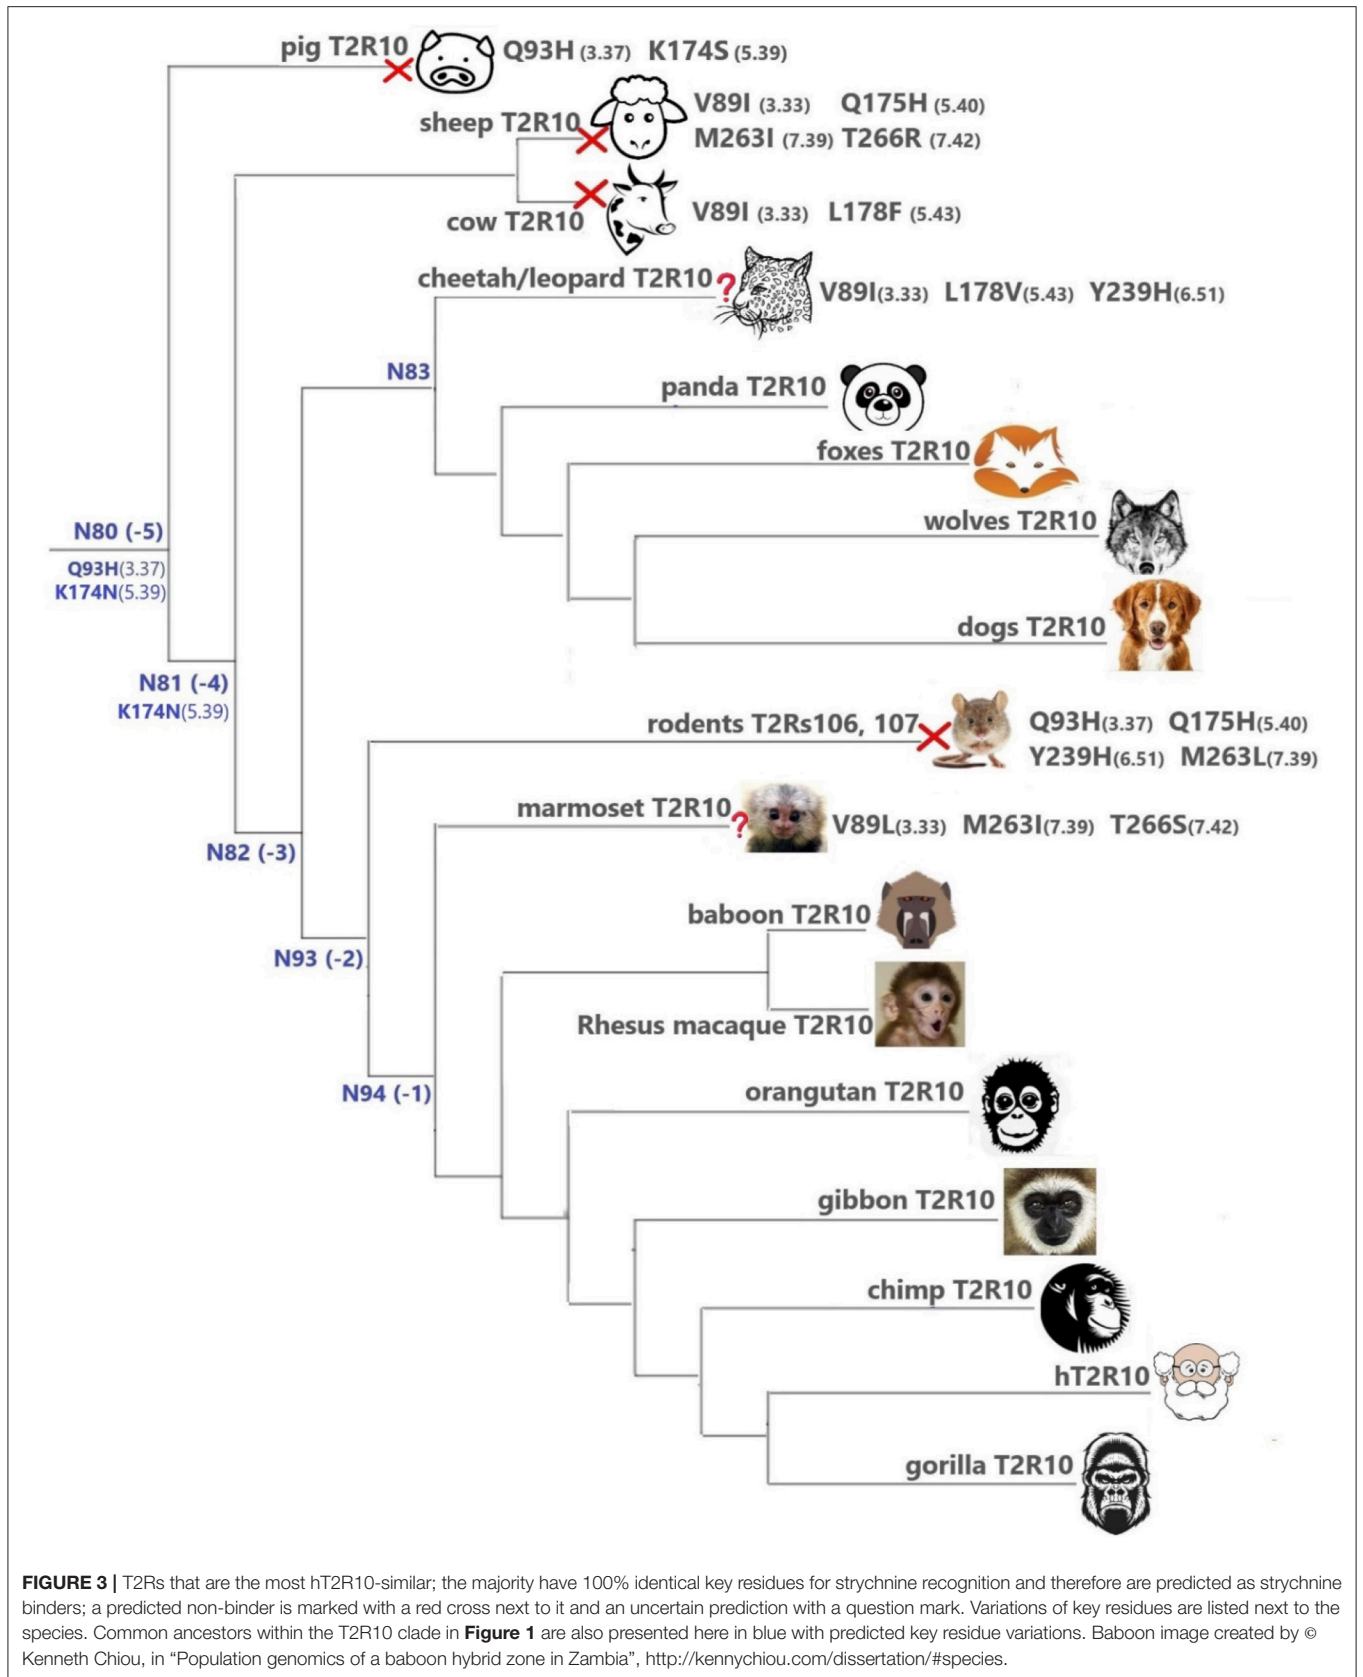 pig T2R10 Q93H (3.37) K174S (5.39)
V89I (3.33) Q175H (5.40)
sheep T2R10
M263I (7.39) T266R (7.42)
cow T2R10 V89I (3.33) L178F (5.43)
cheetah/leopard T2R10 ? V89I(3.33) L178V(5.43) Y239H(6.51)
N83
panda T2R10
foxes T2R10
wolves T2R10
N80 (-5)
Q93H(3.37)
K174N(5.39)
dogs T2R10
N81 (-4)
K174N(5.39)
rodents T2Rs106, 107 Q93H(3.37) Q175H(5.40)
Y239H(6.51) M263L(7.39)
marmoset T2R10 ? V89L(3.33) M263I(7.39) T266S(7.42)
N82 (-3)
baboon T2R10
N93 (-2)
Rhesus macaque T2R10
N94 (-1)
orangutan T2R10
gibbon T2R10
chimp T2R10
hT2R10
gorilla T2R10
FIGURE 3 | T2Rs that are the most hT2R10-similar; the majority have 100% identical key residues for strychnine recognition and therefore are predicted as strychnine
binders; a predicted non-binder is marked with a red cross next to it and an uncertain prediction with a question mark. Variations of key residues are listed next to the
species. Common ancestors within the T2R10 clade in Figure 1 are also presented here in blue with predicted key residue variations. Baboon image created by ©
Kenneth Chiou, in “Population genomics of a baboon hybrid zone in Zambia”, http://kennychiou.com/dissertation/#species.